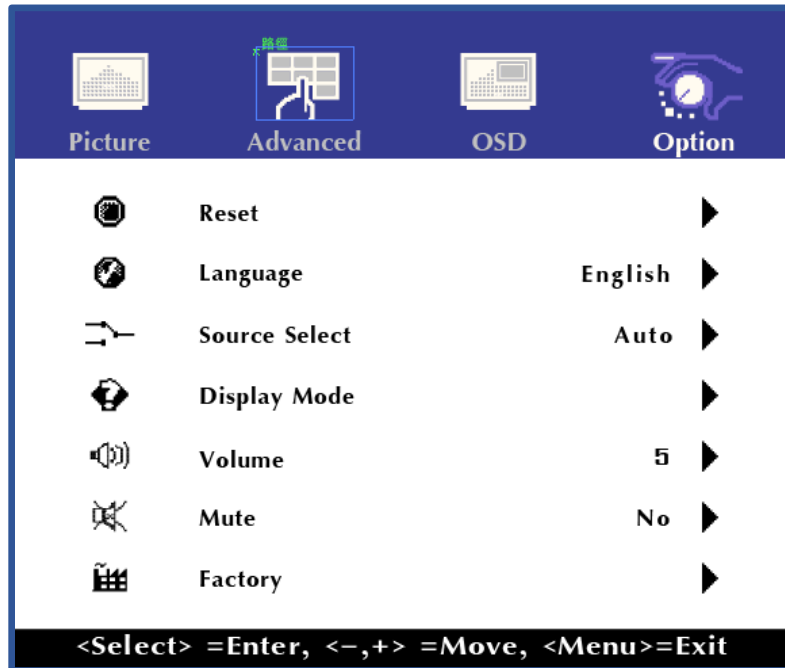 路徑
Picture Advanced OSD Option
Reset
Language English
Source Select Auto
Display Mode
Volume 5
Mute No
Factory
<Select> =Enter, <−,+> =Move, <Menu>=Exit